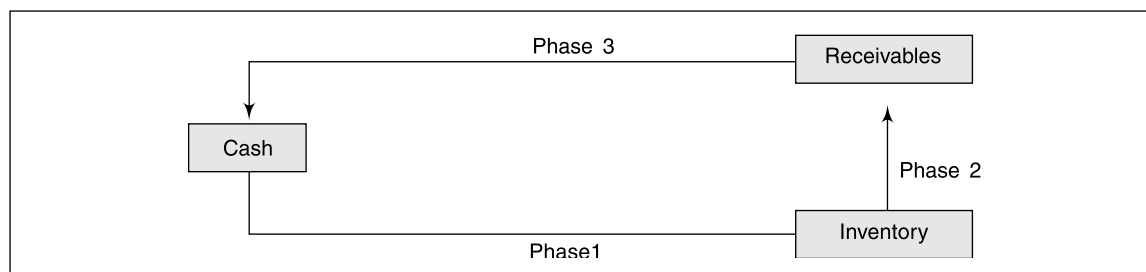 Phase 3
Receivables
Cash
Phase 2
Inventory
Phase1